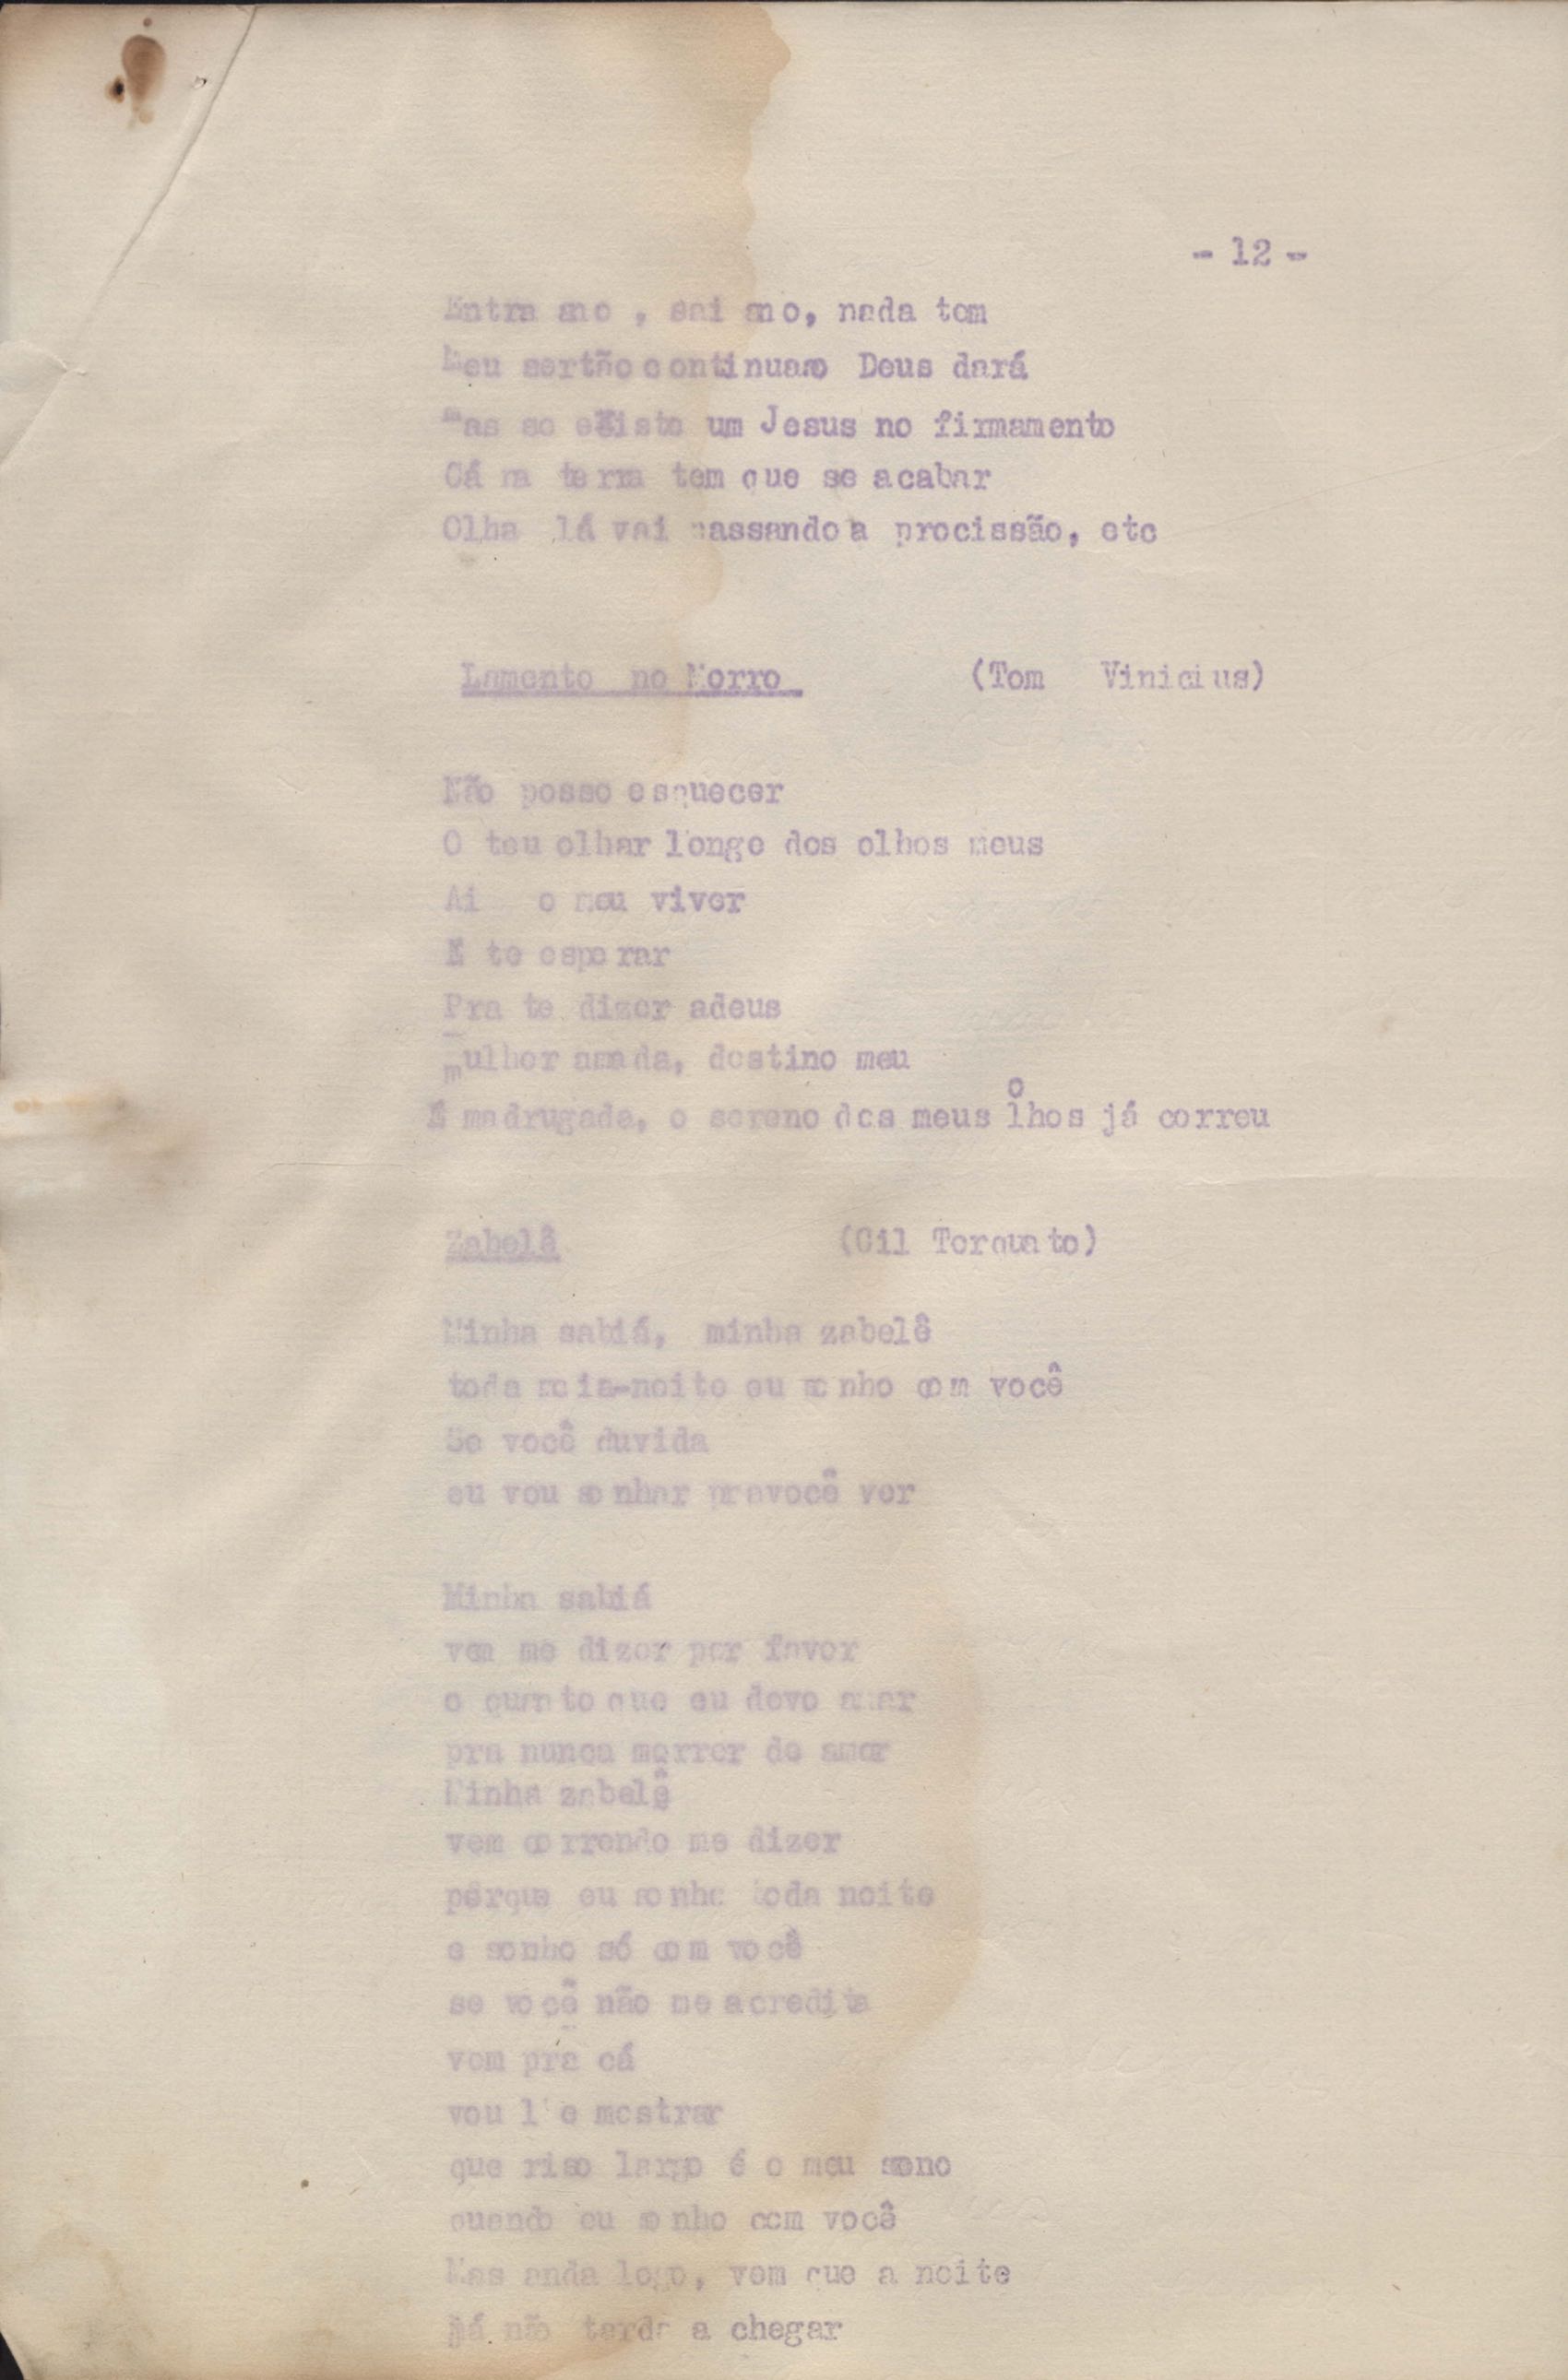 - 12 -
Entra ano , sai ano, nada tem
Meu sertão continuaao Deus dará
mas se existe um Jesus no firmamento
Cá na terra tem que se acabar
Olha lá vai passando a procissão, etc
Lamento no Morro (Tom Vinicius)
Não posso esquecer
O teu olhar longe dos olhos meus
Ai o meu viver
É te esperar
Pra te dizer adeus
mulher amada, destino meu
É madrugada, o sereno dos meus olhos já correu
Zabelê (Gil Torquato)
Minha sabiá, minha zabelê
toda meia-noite eu sonho com você
Se você duvida
eu vou sonhar pravocê ver
Minha sabiá
vem me dizer por favor
o quanto que eu devo amar
pra nunca morrer de amor
Minha zabelê
vem correndo me dizer
pêrque eu sonho toda noite
e sonho só com você
se você não me acredita
vem pra cá
vou lhe mostrar
que riso largo é o meu sono
quando eu sonho com você
Mas anda logo, vem que a noite
já não tarda a chegar